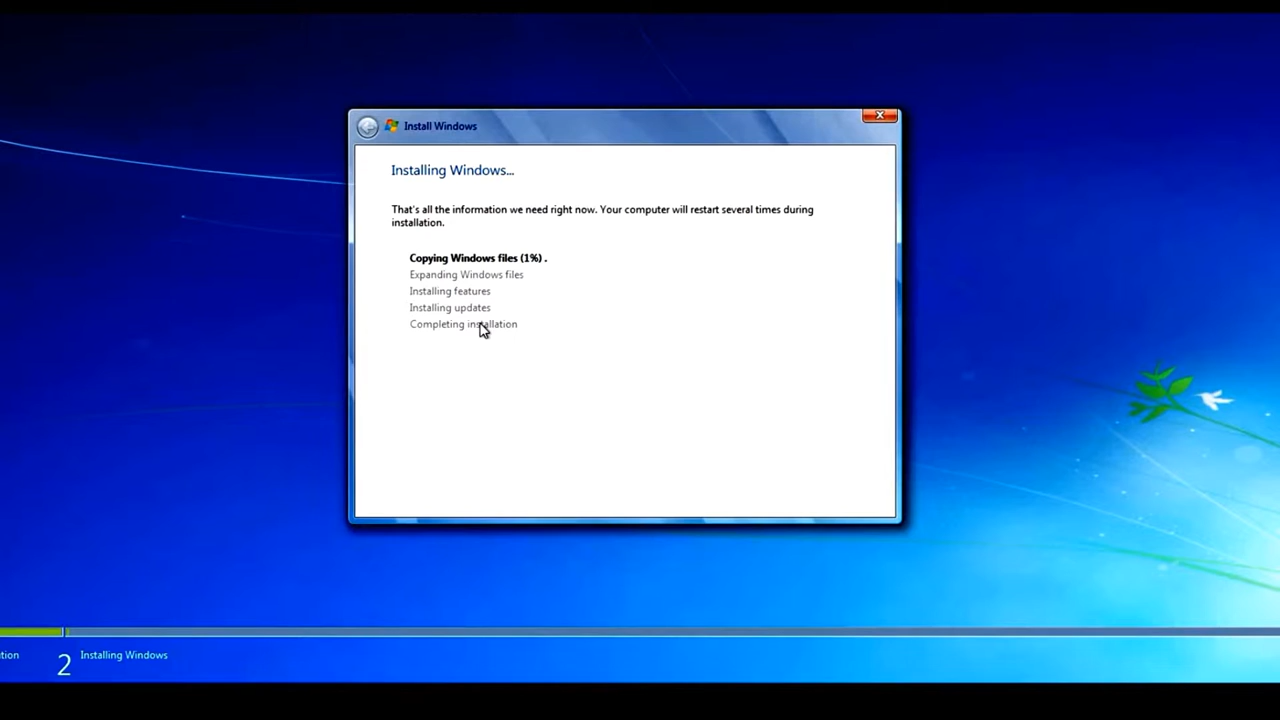 Install Windows
Installing Windows...
That's all the information we need right now. Your computer will restart several times during
installation.
Copying Windows files (1%) .
Expanding Windows files
Installing features
Installing updates
Completing installation
tion
2 Installing Windows